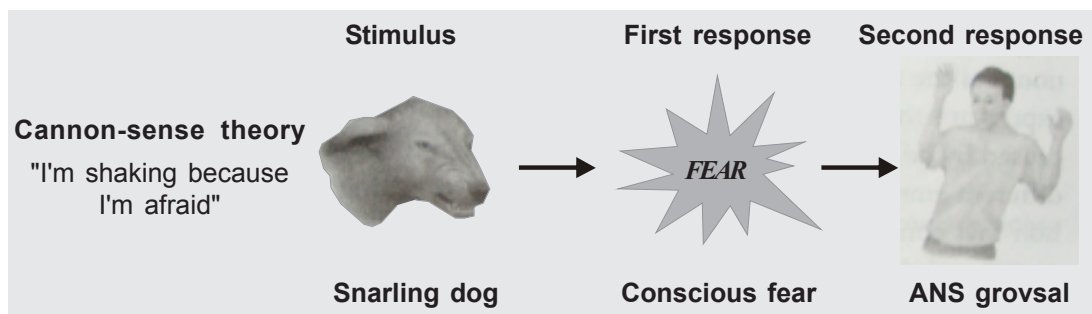 Stimulus First response Second response
Cannon-sense theory
"I'm shaking because
I'm afraid"
FEAR
Snarling dog Conscious fear ANS grovsal